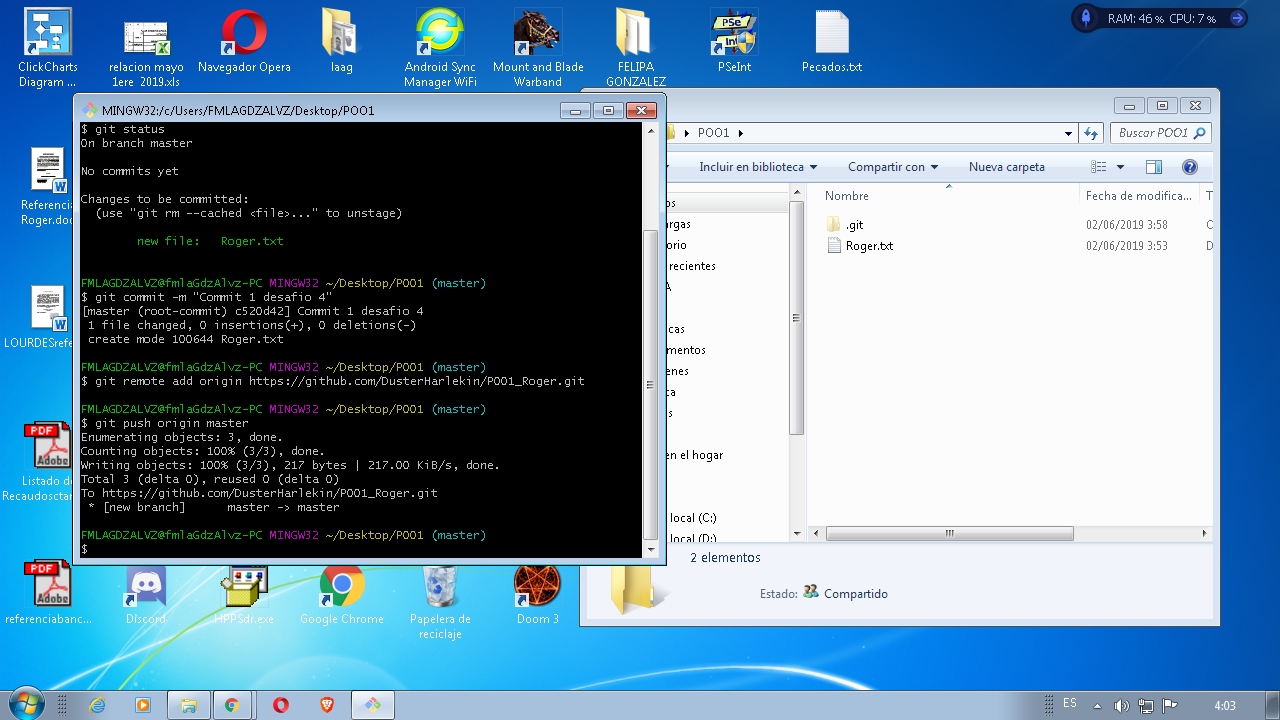 ClickCharts
Diagram ...
relacion mayo
1ere 2019.xls
Navegador Opera
laag
Android Sync
Manager WiFi
Mount and Blade
Warband
FELIPA
GONZALEZ
PSeInt
Pecados.txt
RAM: 46% CPU: 7%
Referencia
Roger.doc
LOURDESrefe
Listado de
Recaudosctar
referenciabanc...
Discord
HPPSdr.exe
Google Chrome
Papelera de
reciclaje
Doom 3
MINGW32:/c/Users/FMLAGDZALVZ/Desktop/POO1
$ git status
On branch master
No commits yet
Changes to be committed:
(use "git rm --cached <file>..." to unstage)
new file:   Roger.txt
FMLAGDZALVZ@fmlaGdzAlvz-PC MINGW32 ~/Desktop/POO1 (master)
$ git commit -m "Commit 1 desafio 4"
[master (root-commit) c520d42] Commit 1 desafio 4
1 file changed, 0 insertions(+), 0 deletions(-)
create mode 100644 Roger.txt
FMLAGDZALVZ@fmlaGdzAlvz-PC MINGW32 ~/Desktop/POO1 (master)
$ git remote add origin https://github.com/DusterHarlekin/POO1_Roger.git
FMLAGDZALVZ@fmlaGdzAlvz-PC MINGW32 ~/Desktop/POO1 (master)
$ git push origin master
Enumerating objects: 3, done.
Counting objects: 100% (3/3), done.
Writing objects: 100% (3/3), 217 bytes | 217.00 KiB/s, done.
Total 3 (delta 0), reused 0 (delta 0)
To https://github.com/DusterHarlekin/POO1_Roger.git
* [new branch]      master -> master
FMLAGDZALVZ@fmlaGdzAlvz-PC MINGW32 ~/Desktop/POO1 (master)
$
POO1
Buscar POO1
Incluir en biblioteca
Compartir con
Nueva carpeta
Nombre
Fecha de modifica...
T
.git
02/06/2019 3:58
C
Roger.txt
02/06/2019 3:53
D
os
argas
orio
recientes
A
cas
mentos
enes
a
s
en el hogar
local (C:)
local (D:)
2 elementos
Estado:
Compartido
ES
4:03